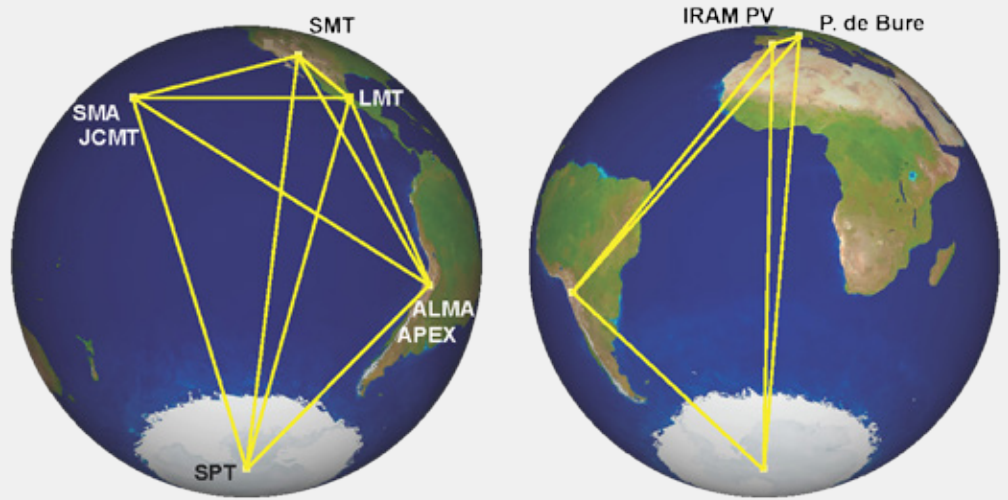 SMT
SMA
JCMT
LMT
ALMA
APEX
SPT
IRAM PV
P. de Bure